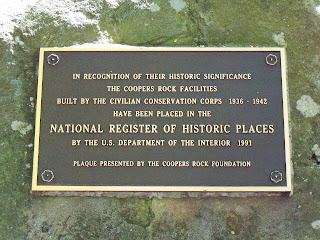 IN RECOGNITION OF THEIR HISTORIC SIGNIFICANCE
THE COOPERS ROCK FACILITIES
BUILT BY THE CIVILIAN CONSERVATION CORPS 1936 - 1942
HAVE BEEN PLACED IN THE
NATIONAL REGISTER OF HISTORIC PLACES
BY THE U.S. DEPARTMENT OF THE INTERIOR 1991
PLAQUE PRESENTED BY THE COOPERS ROCK FOUNDATION